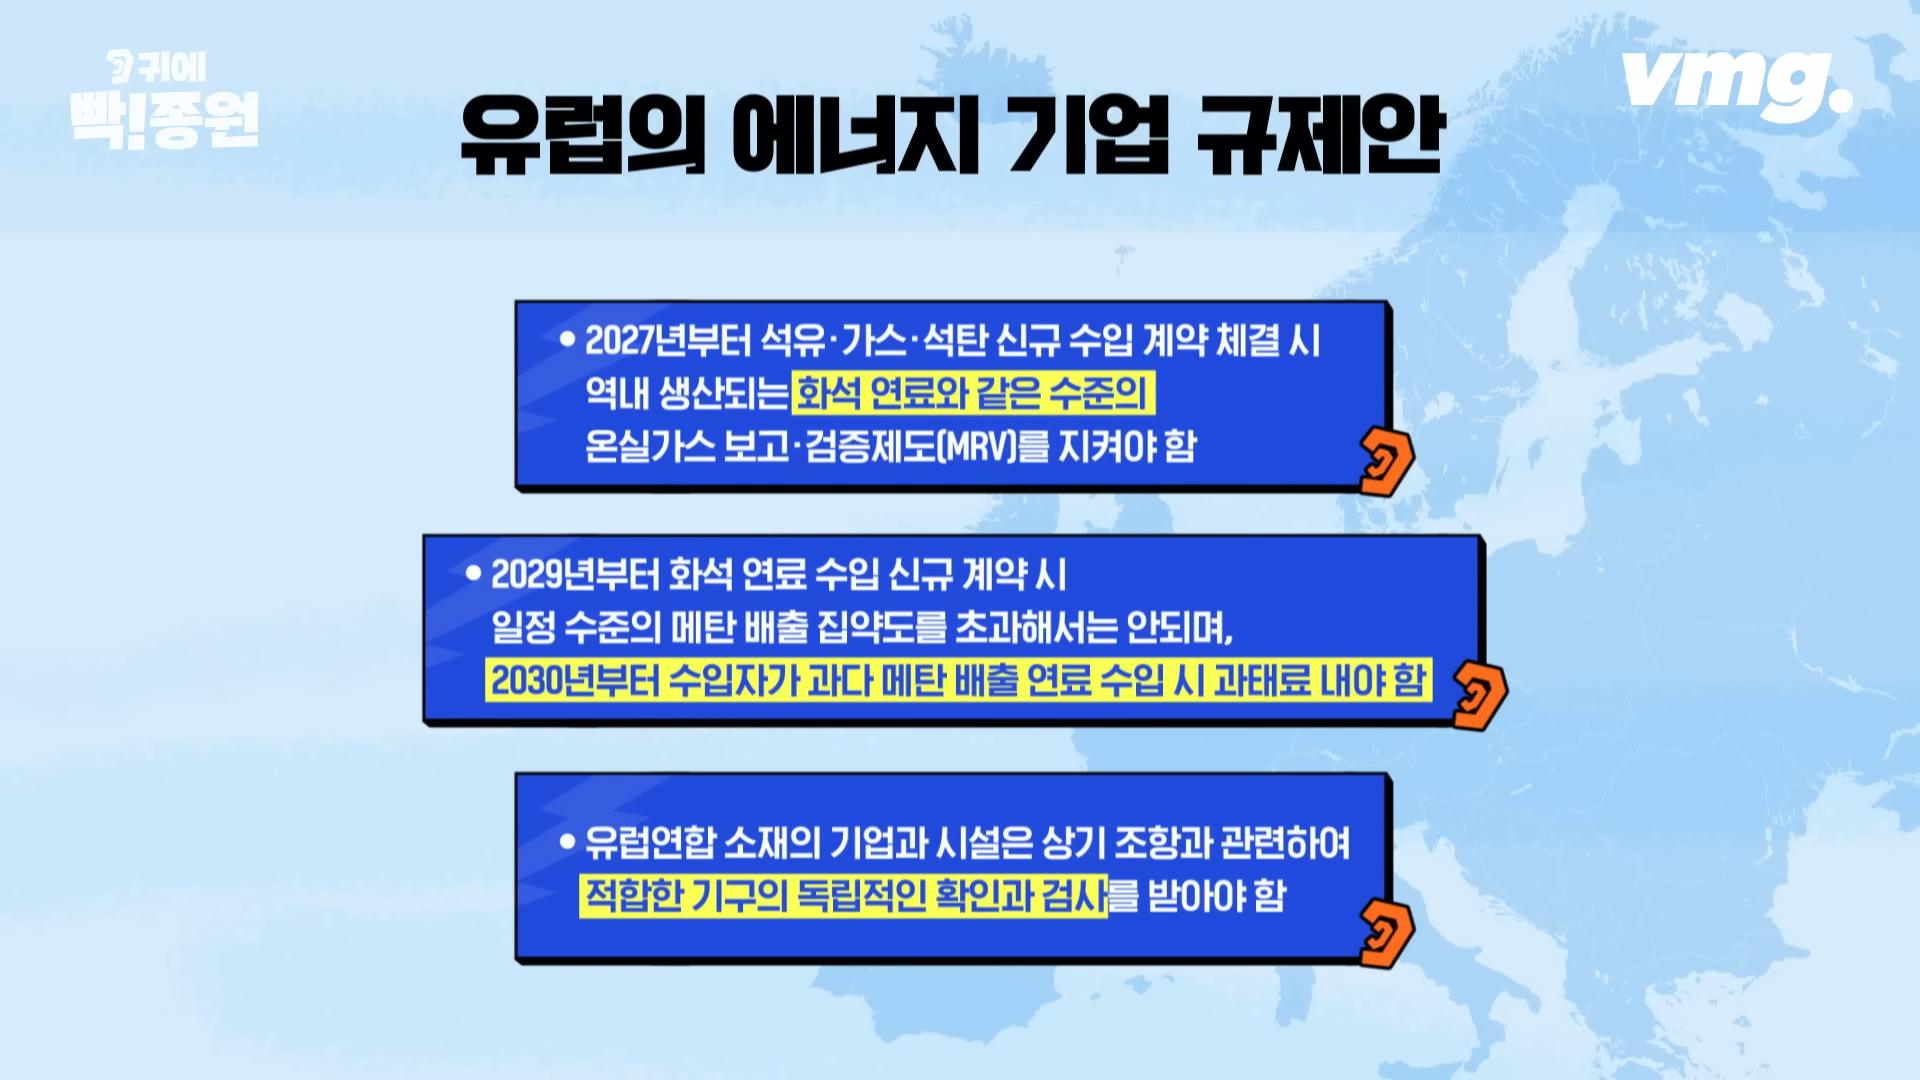 귀에
빡!종원
vmg.
유럽의 에너지 기업 규제안
• 2027년부터 석유·가스·석탄 신규 수입 계약 체결 시
역내 생산되는 화석 연료와 같은 수준의
온실가스 보고·검증제도(MRV)를 지켜야 함
• 2029년부터 화석 연료 수입 신규 계약 시
일정 수준의 메탄 배출 집약도를 초과해서는 안되며,
2030년부터 수입자가 과다 메탄 배출 연료 수입 시 과태료 내야 함
• 유럽연합 소재의 기업과 시설은 상기 조항과 관련하여
적합한 기구의 독립적인 확인과 검사를 받아야 함